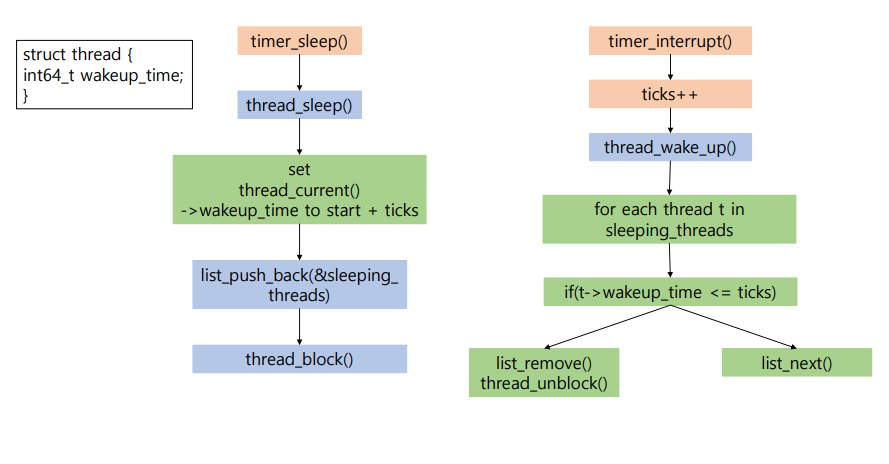 struct thread {
int64_t wakeup_time;
}
timer_sleep()
thread_sleep()
set
thread_current()
->wakeup_time to start + ticks
list_push_back(&sleeping_
threads)
thread_block()
timer_interrupt()
ticks++
thread_wake_up()
for each thread t in
sleeping_threads
if(t->wakeup_time <= ticks)
list_remove()
thread_unblock()
list_next()